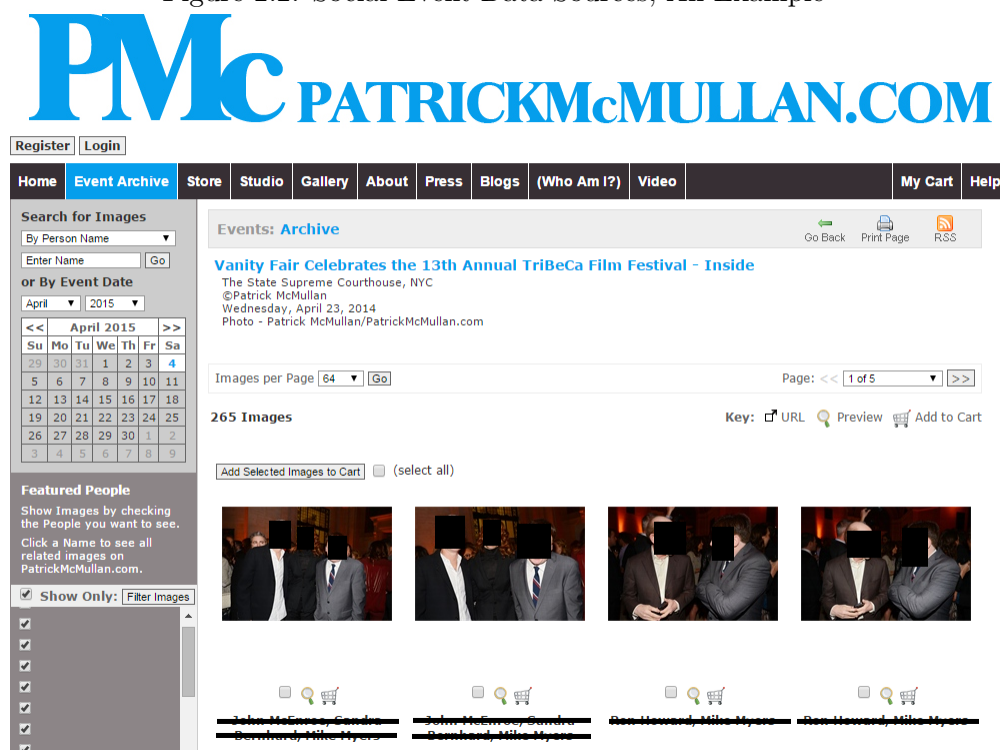 Figure Social Event Data Sources, An Example
PMc PATRICKMcMULLAN.COM
Register Login
Home Event Archive Store Studio Gallery About Press Blogs (Who Am I?) Video My Cart Help
Search for Images
By Person Name
Enter Name Go
or By Event Date
April 2015
<< April 2015 >>
Su Mo Tu We Th Fr Sa
29 30 31 1 2 3 4
5 6 7 8 9 10 11
12 13 14 15 16 17 18
19 20 21 22 23 24 25
26 27 28 29 30 1 2
3 4 5 6 7 8 9
Featured People
Show Images by checking
the People you want to see.
Click a Name to see all
related images on
PatrickMcMullan.com.
Show Only: Filter Images
Events: Archive
Go Back Print Page RSS
Vanity Fair Celebrates the 13th Annual TriBeCa Film Festival - Inside
The State Supreme Courthouse, NYC
©Patrick McMullan
Wednesday, April 23, 2014
Photo - Patrick McMullan/PatrickMcMullan.com
Images per Page 64 Go
Page: << 1 of 5 >>
265 Images
Key: URL Preview Add to Cart
Add Selected Images to Cart (select all)